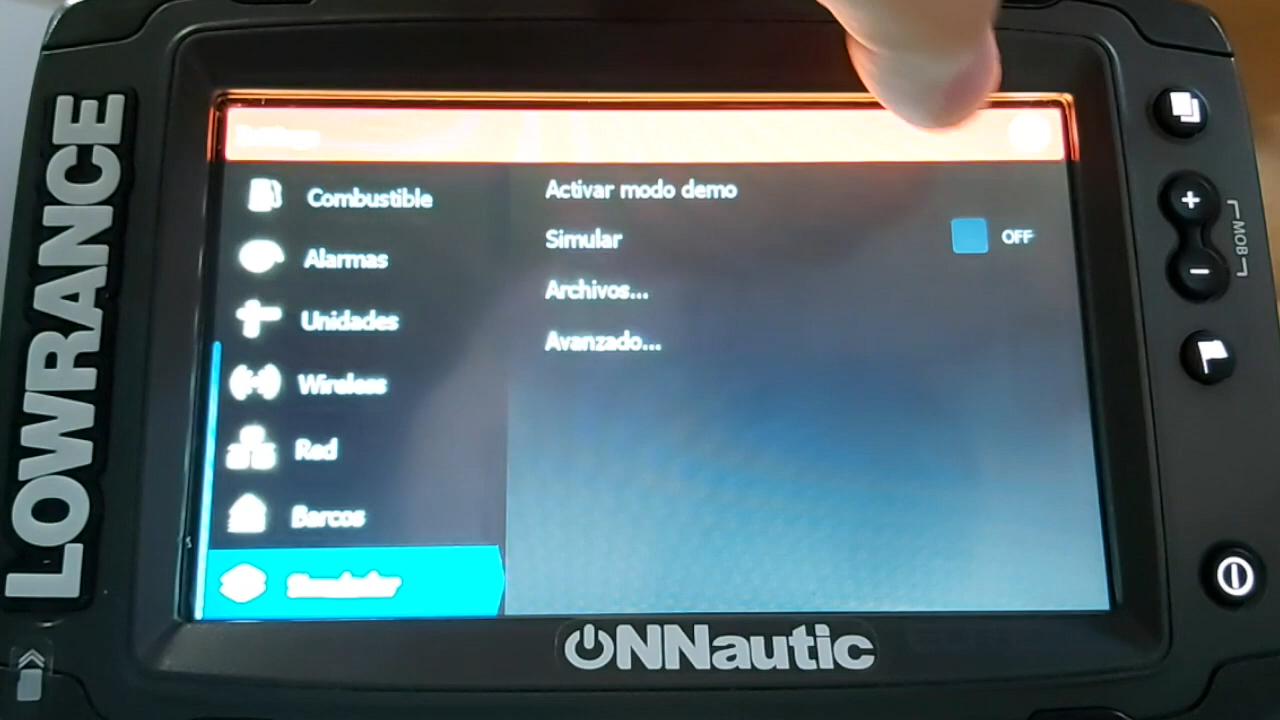 LOWRANCE
Combustible
Alarmas
Unidades
Wireless
Red
Barcos
Activar modo demo
Simular
OFF
Archivos...
Avanzado...
MOB
ONNautic